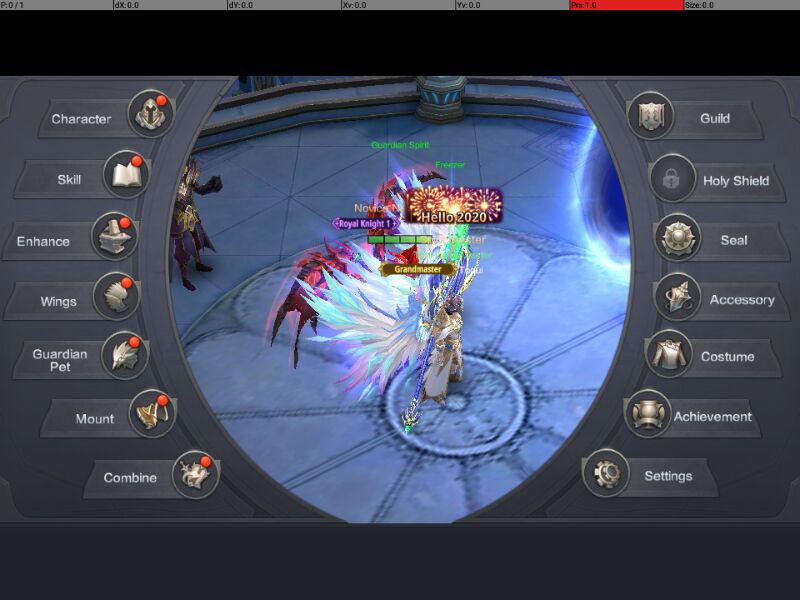 P: 0 / 1 dX: 0.0 dY: 0.0 Xv: 0.0 Yv: 0.0 Prs: 1.0 Size: 0.0
Character
Skill
Enhance
Wings
Guardian
Pet
Mount
Combine
Guardian Spirit
Freezer
Hello 2020
Royal Knight 1
Grandmaster
Guild
Holy Shield
Seal
Accessory
Costume
Achievement
Settings